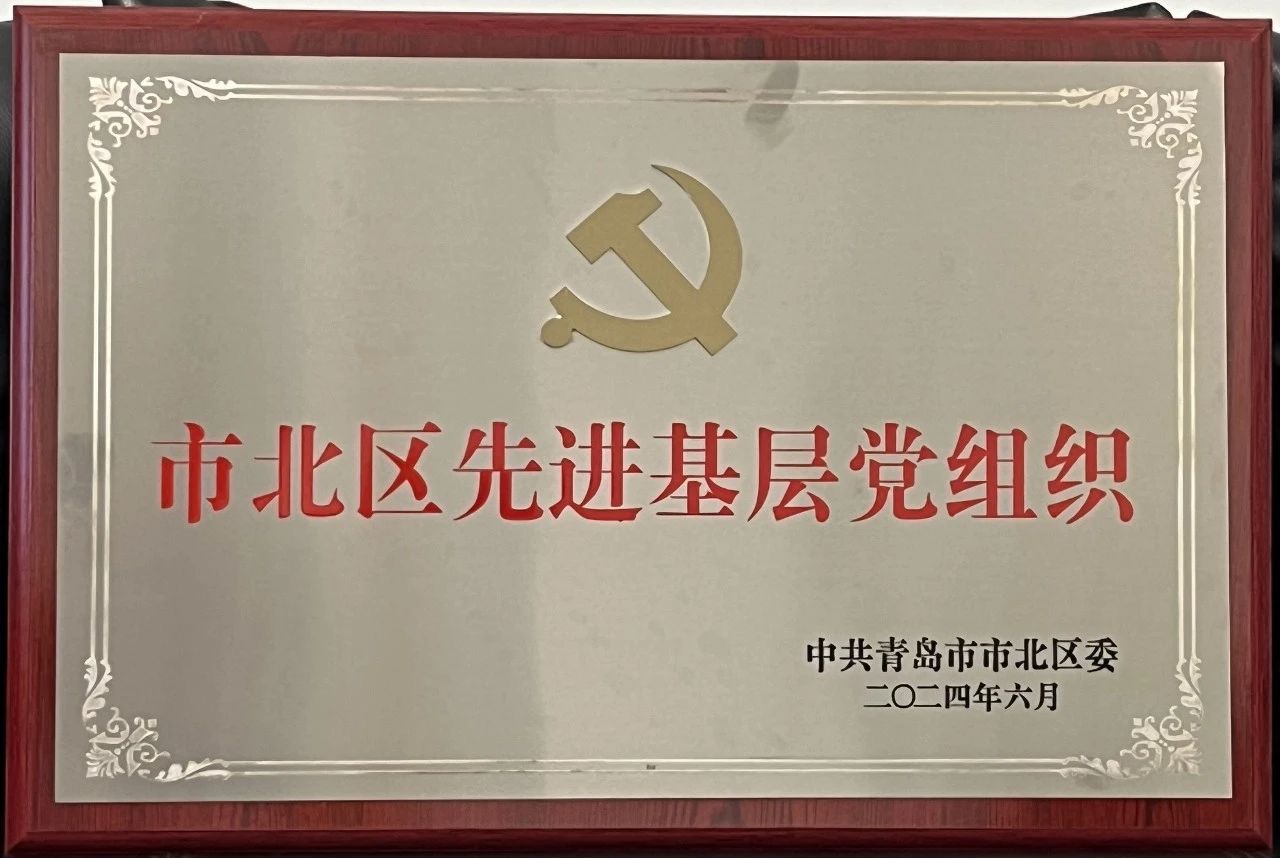 市北区先进基层党组织
中共青岛市市北区委
二〇二四年六月